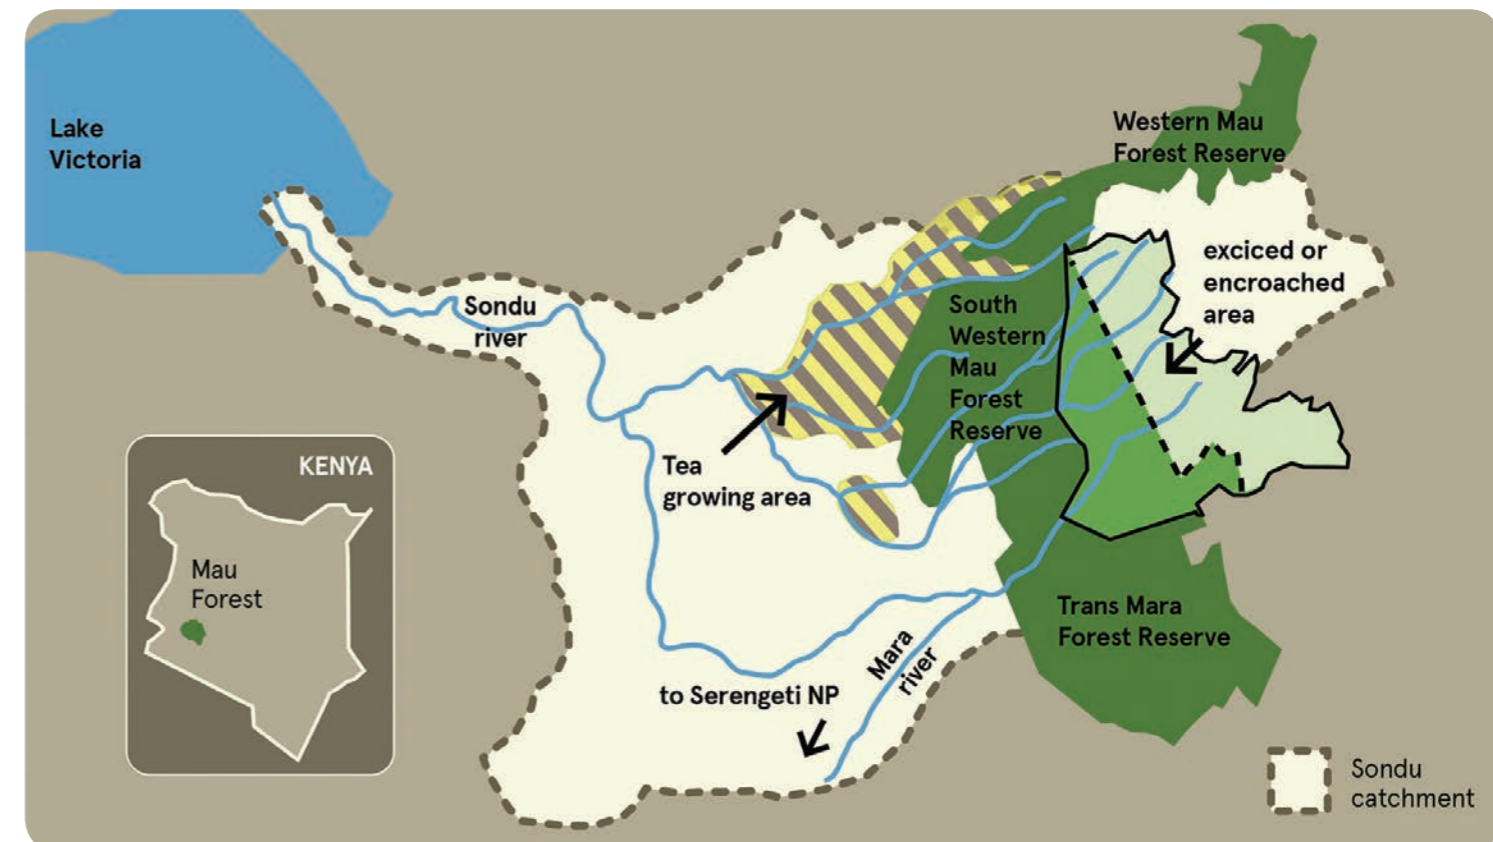 Lake
Victoria
Western Mau
Forest Reserve
exciced or
encroached
area
Sondu
river
South
Western
Mau
Forest
Reserve
Tea
growing area
KENYA
Mau
Forest
Trans Mara
Forest Reserve
Mara
river
to Serengeti NP
Sondu
catchment